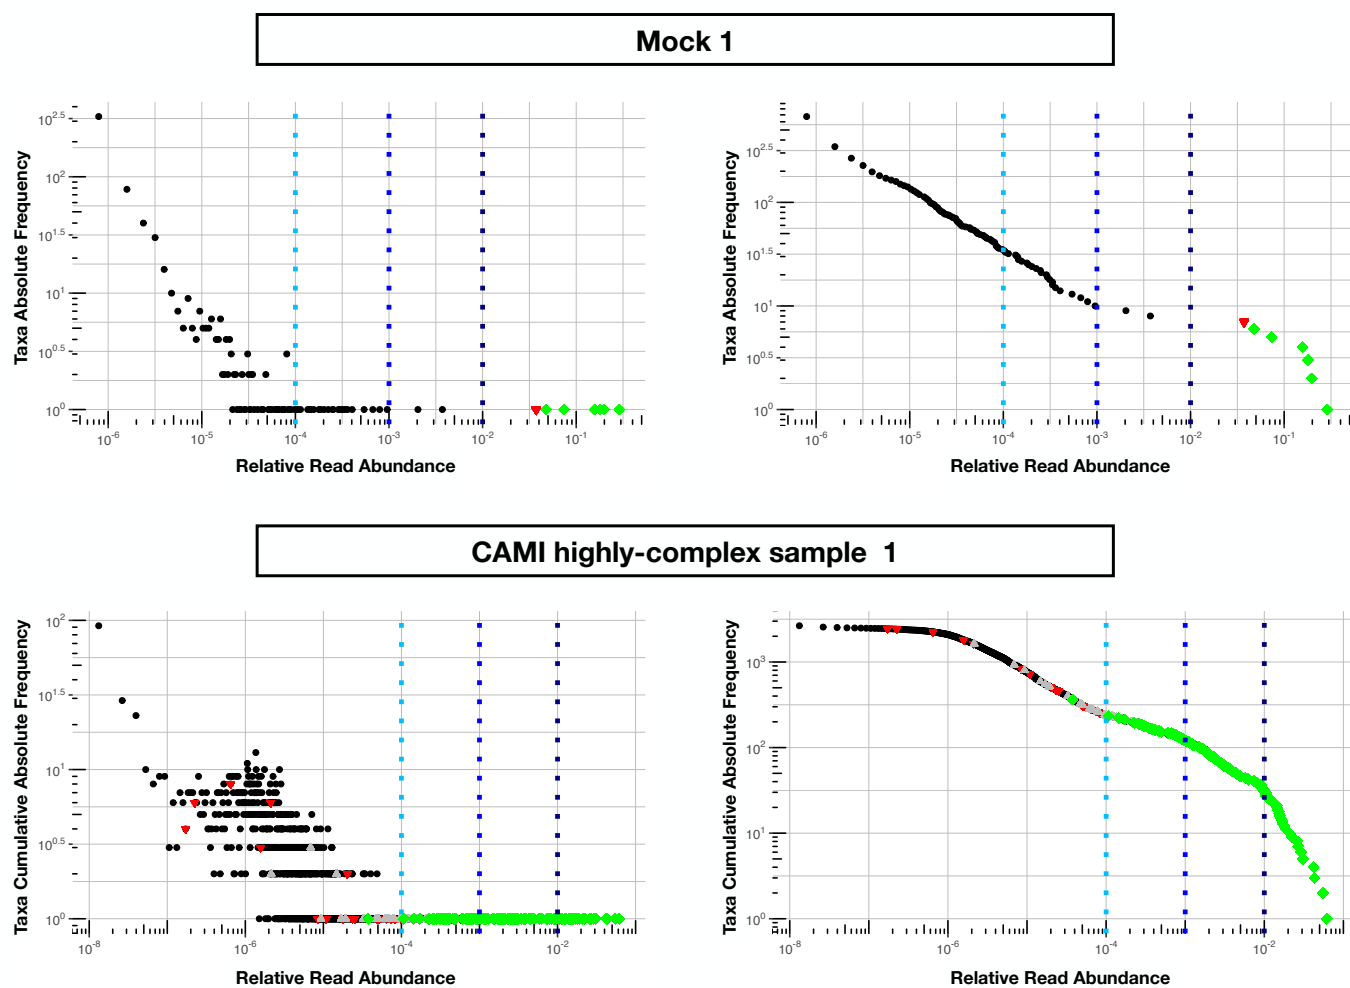 Mock 1
Taxa Absolute Frequency
10^2.5
10^2
10^1.5
10^1
10^0.5
10^0
10^-6 10^-5 10^-4 10^-3 10^-2 10^-1
Relative Read Abundance
Taxa Absolute Frequency
10^2.5
10^2
10^1.5
10^1
10^0.5
10^0
10^-6 10^-5 10^-4 10^-3 10^-2 10^-1
Relative Read Abundance
CAMI highly-complex sample 1
Taxa Cumulative Absolute Frequency
10^2
10^1.5
10^1
10^0.5
10^0
10^-8 10^-6 10^-4 10^-2
Relative Read Abundance
Taxa Cumulative Absolute Frequency
10^3
10^2
10^1
10^0
10^-8 10^-6 10^-4 10^-2
Relative Read Abundance